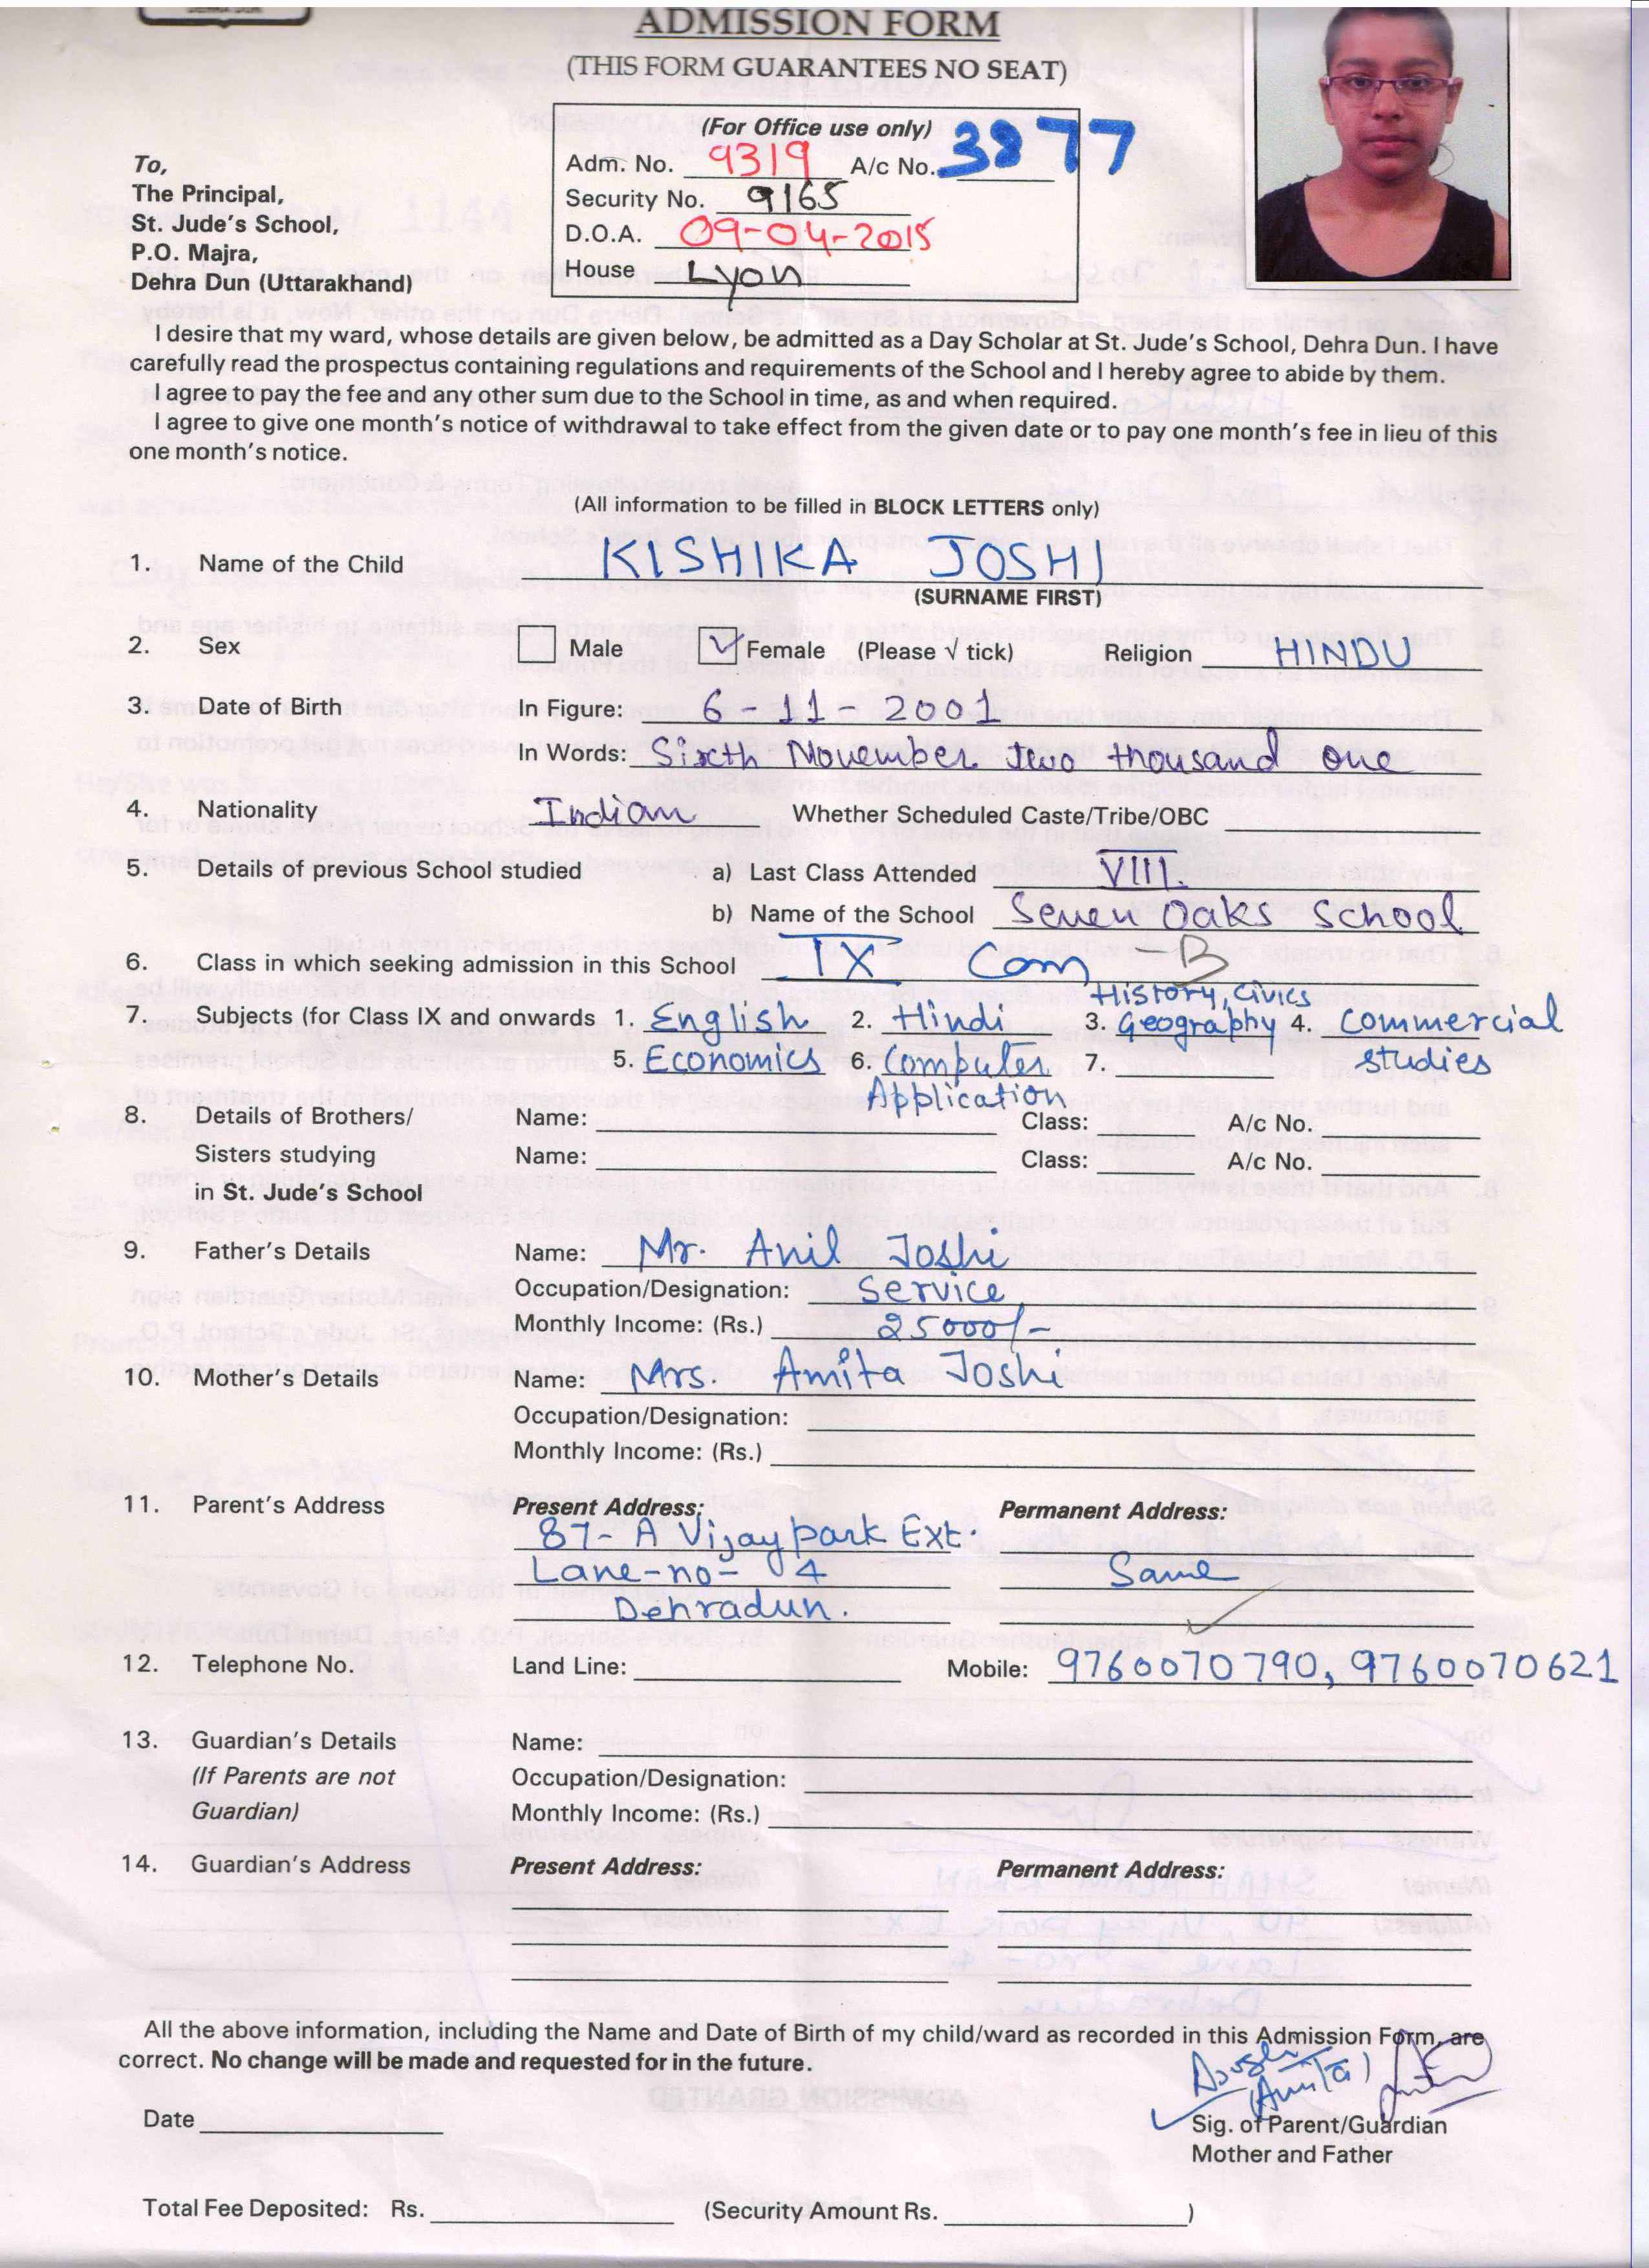 ADMISSION FORM
(THIS FORM GUARANTEES NO SEAT)
(For Office use only)
Adm. No. 9319 A/c No. 3877
Security No. 9165
D.O.A. 09-04-2015
House Lyon
To,
The Principal,
St. Jude's School,
P.O. Majra,
Dehra Dun (Uttarakhand)
I desire that my ward, whose details are given below, be admitted as a Day Scholar at St. Jude's School, Dehra Dun. I have
carefully read the prospectus containing regulations and requirements of the School and I hereby agree to abide by them.
I agree to pay the fee and any other sum due to the School in time, as and when required.
I agree to give one month's notice of withdrawal to take effect from the given date or to pay one month's fee in lieu of this
one month's notice.
(All information to be filled in BLOCK LETTERS only)
1. Name of the Child KISHIKA JOSHI
(SURNAME FIRST)
2. Sex Male Female (Please √ tick) Religion HINDU
3. Date of Birth In Figure: 6-11-2001
In Words: Sixth November Two thousand one
4. Nationality Indian Whether Scheduled Caste/Tribe/OBC
5. Details of previous School studied a) Last Class Attended VIII.
b) Name of the School Seven Oaks School
6. Class in which seeking admission in this School IX Com - B
History, Civics
7. Subjects (for Class IX and onwards 1. English 2. Hindi 3. Geography 4. Commercial
5. Economics 6. Computer 7. studies
Application
8. Details of Brothers/ Name: Class: A/c No.
Sisters studying Name: Class: A/c No.
in St. Jude's School
9. Father's Details Name: Mr. Anil Joshi
Occupation/Designation: Service
Monthly Income: (Rs.) 25000/-
10. Mother's Details Name: Mrs. Amita Joshi
Occupation/Designation:
Monthly Income: (Rs.)
11. Parent's Address Present Address: Permanent Address:
87-A Vijay park Ext.
Lane-no- 4 Same
Dehradun.
12. Telephone No. Land Line: Mobile: 9760070790, 9760070621
13. Guardian's Details Name:
(If Parents are not Occupation/Designation:
Guardian) Monthly Income: (Rs.)
14. Guardian's Address Present Address: Permanent Address:
All the above information, including the Name and Date of Birth of my child/ward as recorded in this Admission Form, are
correct. No change will be made and requested for in the future.
(Amita)
Date Sig. of Parent/Guardian
Mother and Father
Total Fee Deposited: Rs. (Security Amount Rs. )